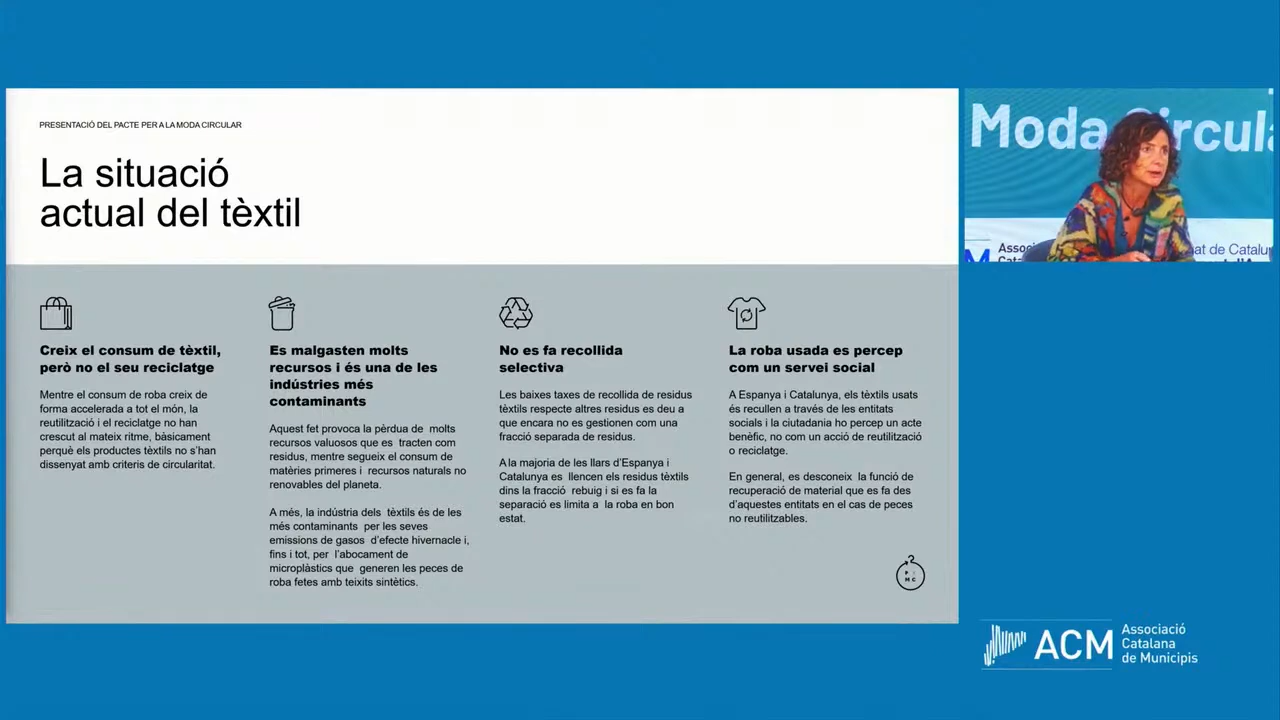 PRESENTACIÓ DEL PACTE PER A LA MODA CIRCULAR
La situació
actual del tèxtil
Creix el consum de tèxtil,
però no el seu reciclatge
Mentre el consum de roba creix de
forma accelerada a tot el món, la
reutilització i el reciclatge no han
crescut al mateix ritme, bàsicament
perquè els productes tèxtils no s'han
dissenyat amb criteris de circularitat.
Es malgasten molts
recursos i és una de les
indústries més
contaminants
Aquest fet provoca la pèrdua de molts
recursos valuosos que es tracten com
residus, mentre segueix el consum de
matèries primeres i recursos naturals no
renovables del planeta.
A més, la indústria dels tèxtils és de les
més contaminants per les seves
emissions de gasos d'efecte hivernacle i,
fins i tot, per l'abocament de
microplàstics que generen les peces de
roba fetes amb teixits sintètics.
No es fa recollida
selectiva
Les baixes taxes de recollida de residus
tèxtils respecte altres residus es deu a
que encara no es gestionen com una
fracció separada de residus.
A la majoria de les llars d'Espanya i
Catalunya es llencen els residus tèxtils
dins la fracció rebuig i si es fa la
separació es limita a la roba en bon
estat.
La roba usada es percep
com un servei social
A Espanya i Catalunya, els tèxtils usats
és recullen a través de les entitats
socials i la ciutadania ho percep un acte
benèfic, no com un acció de reutilització
o reciclatge.
En general, es desconeix la funció de
recuperació de material que es fa des
d'aquestes entitats en el cas de peces
no reutilitzables.
Moda Circula
Associ
Cata
at de Catalun
ACM
Associació
Catalana
de Municipis